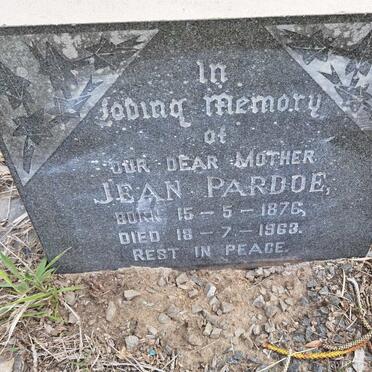 In
loving Memory
of
OUR DEAR MOTHER
JEAN PARDOE,
BORN 15-5-1876,
DIED 18-7-1963.
REST IN PEACE.